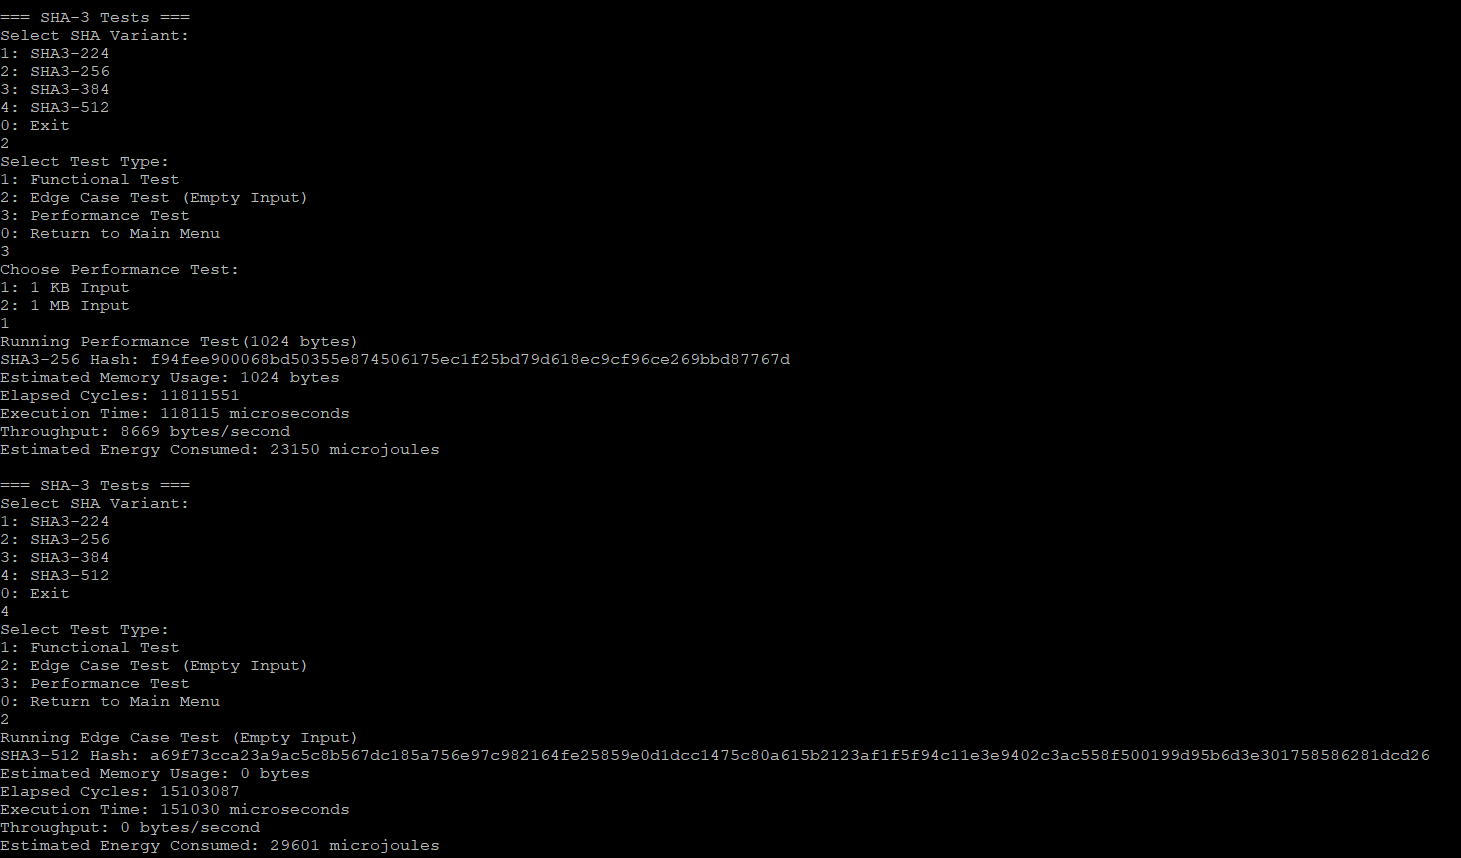 === SHA-3 Tests ===
Select SHA Variant:
1: SHA3-224
2: SHA3-256
3: SHA3-384
4: SHA3-512
0: Exit
2
Select Test Type:
1: Functional Test
2: Edge Case Test (Empty Input)
3: Performance Test
0: Return to Main Menu
3
Choose Performance Test:
1: 1 KB Input
2: 1 MB Input
1
Running Performance Test(1024 bytes)
SHA3-256 Hash: f94fee900068bd50355e874506175ec1f25bd79d618ec9cf96ce269bbd87767d
Estimated Memory Usage: 1024 bytes
Elapsed Cycles: 11811551
Execution Time: 118115 microseconds
Throughput: 8669 bytes/second
Estimated Energy Consumed: 23150 microjoules
=== SHA-3 Tests ===
Select SHA Variant:
1: SHA3-224
2: SHA3-256
3: SHA3-384
4: SHA3-512
0: Exit
4
Select Test Type:
1: Functional Test
2: Edge Case Test (Empty Input)
3: Performance Test
0: Return to Main Menu
2
Running Edge Case Test (Empty Input)
SHA3-512 Hash: a69f73cca23a9ac5c8b567dc185a756e97c982164fe25859e0d1dcc1475c80a615b2123af1f5f94c11e3e9402c3ac558f500199d95b6d3e301758586281dcd26
Estimated Memory Usage: 0 bytes
Elapsed Cycles: 15103087
Execution Time: 151030 microseconds
Throughput: 0 bytes/second
Estimated Energy Consumed: 29601 microjoules